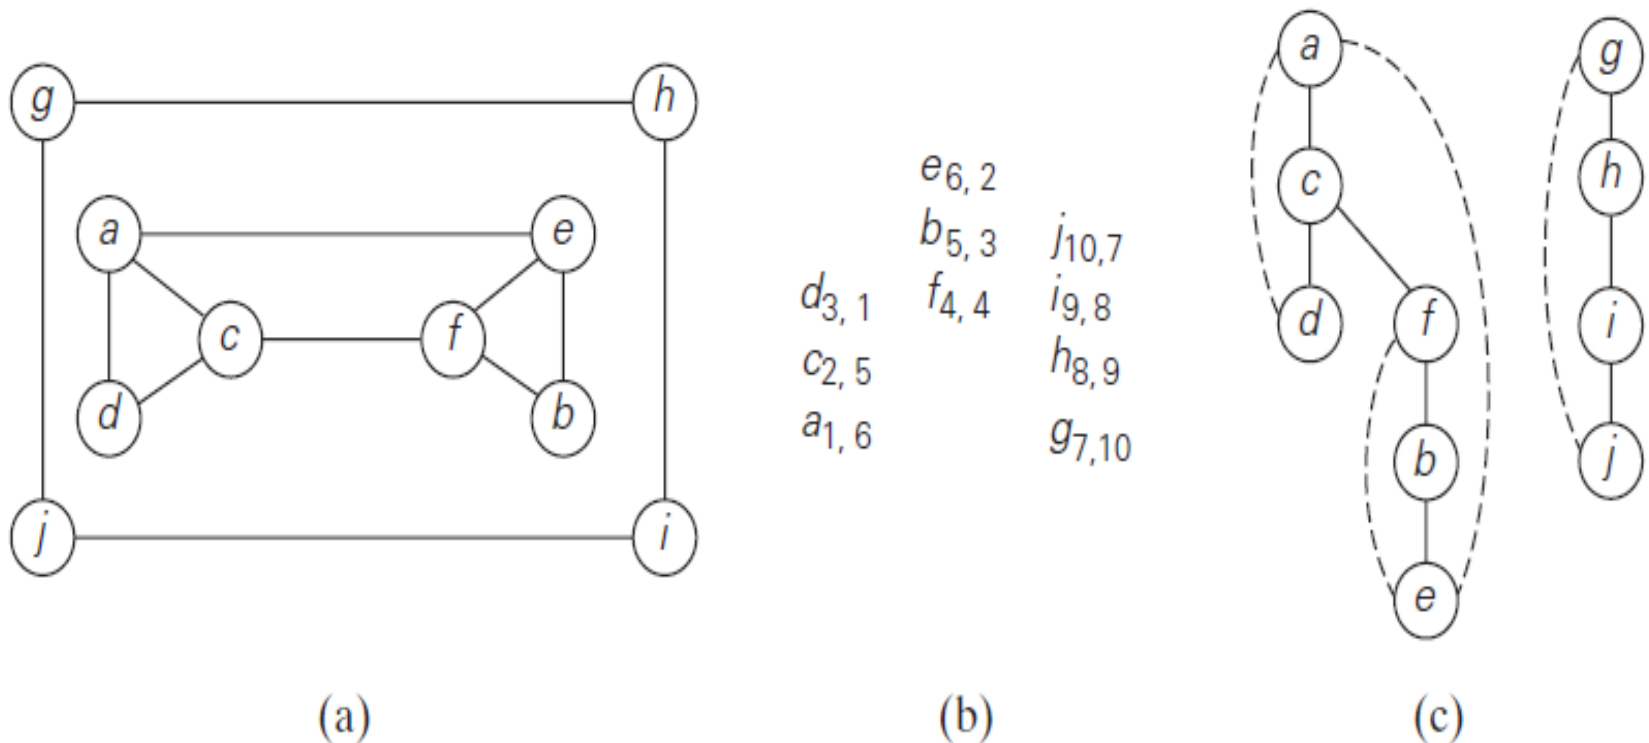 g h
a e
c f
d b
j i
(a)
e6, 2
b5, 3 j10,7
d3, 1 f4, 4 i9, 8
c2, 5 h8, 9
a1, 6 g7,10
(b)
a g
c h
d f i
b j
e
(c)